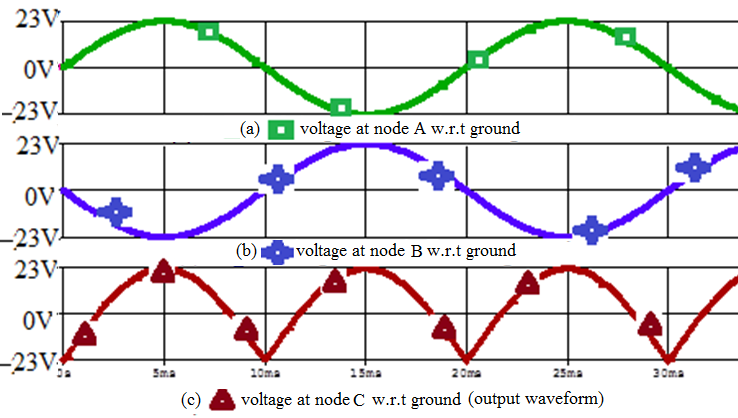 23V
0V
-23V
(a) voltage at node A w.r.t ground
23V
0V
-23V
(b) voltage at node B w.r.t ground
23V
0V
-23V
0s 5ms 10ms 15ms 20ms 25ms 30ms
(c) voltage at node C w.r.t ground (output waveform)